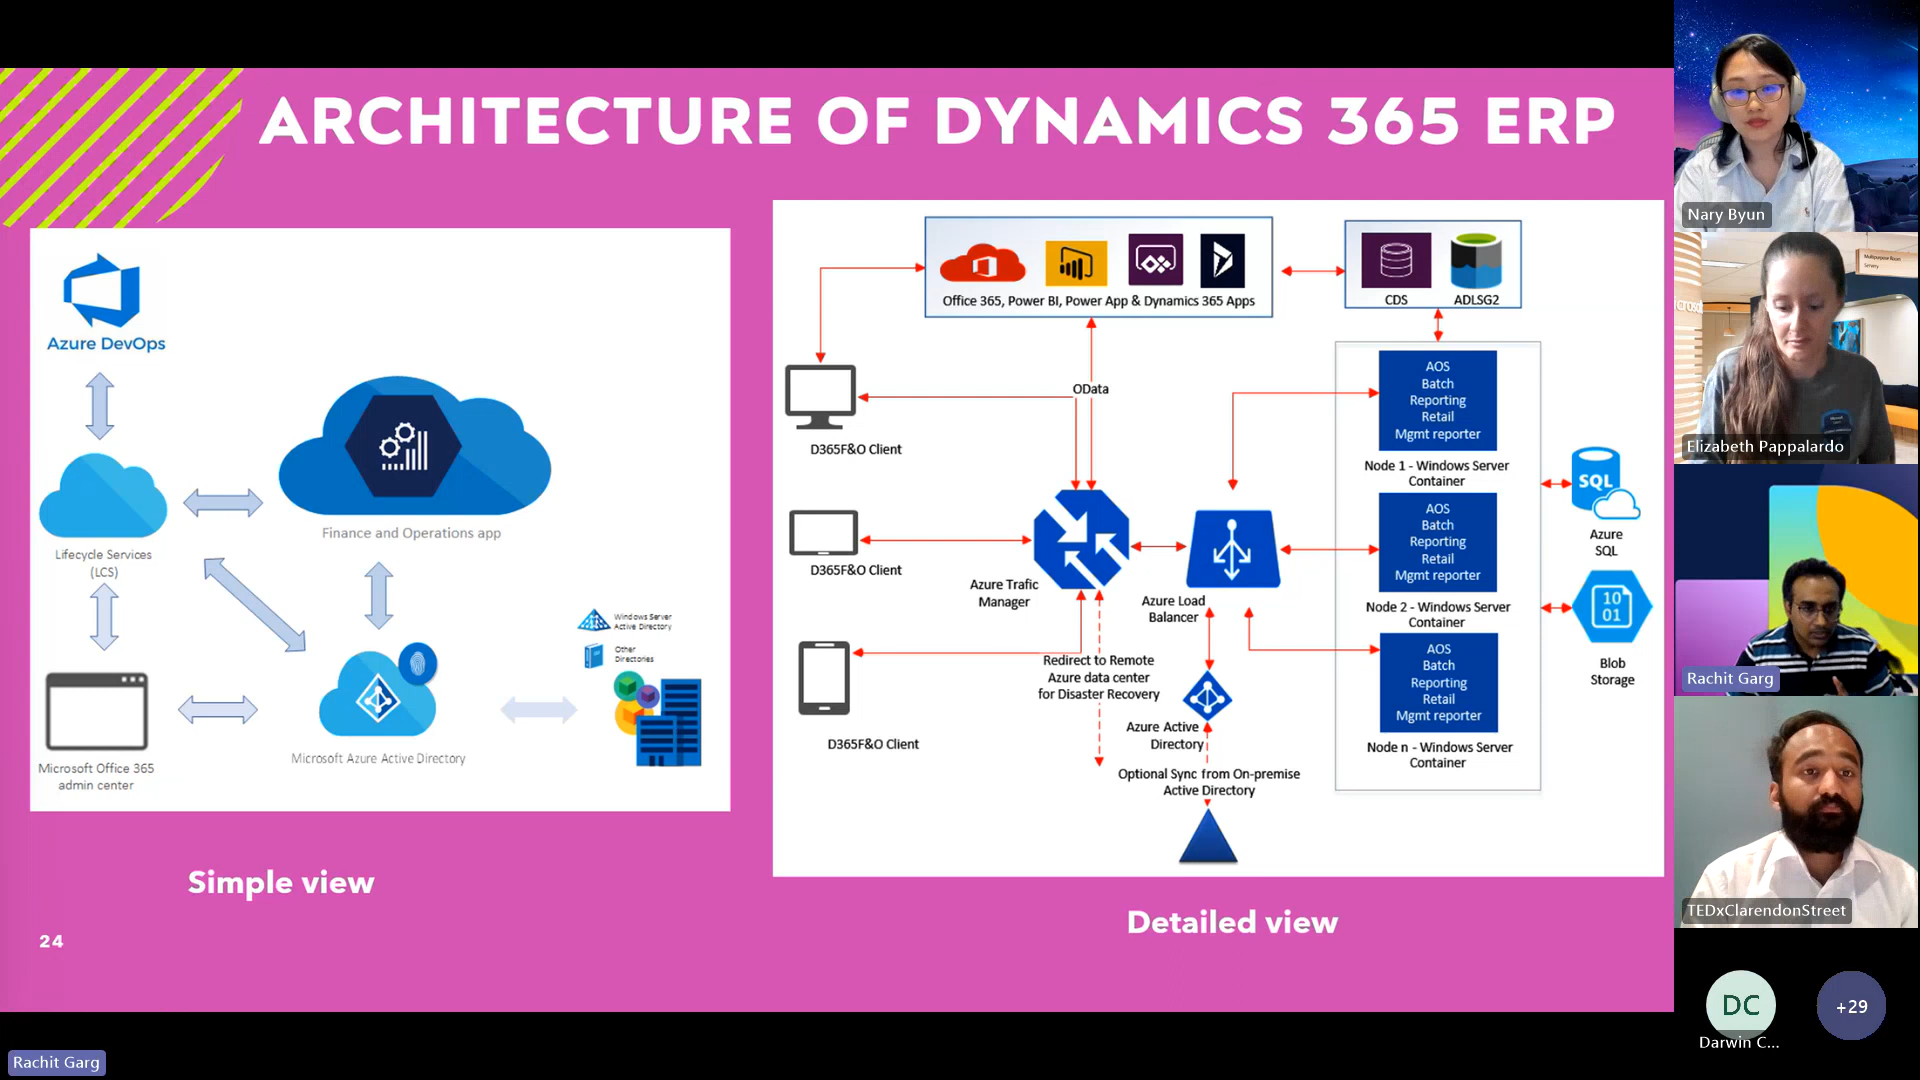 ARCHITECTURE OF DYNAMICS 365 ERP
Azure DevOps
Lifecycle Services
(LCS)
Finance and Operations app
Windows Server
Active Directory
Other
Directories
Microsoft Office 365
admin center
Microsoft Azure Active Directory
Simple view
24
Office 365, Power BI, Power App & Dynamics 365 Apps
CDS
ADLSG2
OData
D365F&O Client
D365F&O Client
D365F&O Client
Azure Trafic
Manager
Azure Load
Balancer
Redirect to Remote
Azure data center
for Disaster Recovery
Azure Active
Directory
Optional Sync from On-premise
Active Directory
AOS
Batch
Reporting
Retail
Mgmt reporter
Node 1 - Windows Server
Container
AOS
Batch
Reporting
Retail
Mgmt reporter
Node 2 - Windows Server
Container
AOS
Batch
Reporting
Retail
Mgmt reporter
Node n - Windows Server
Container
SQL
Azure
SQL
10
01
Blob
Storage
Detailed view
Nary Byun
Multipurpose Room
Elizabeth Pappalardo
Rachit Garg
TEDxClarendonStreet
DC
Darwin C...
+29
Rachit Garg